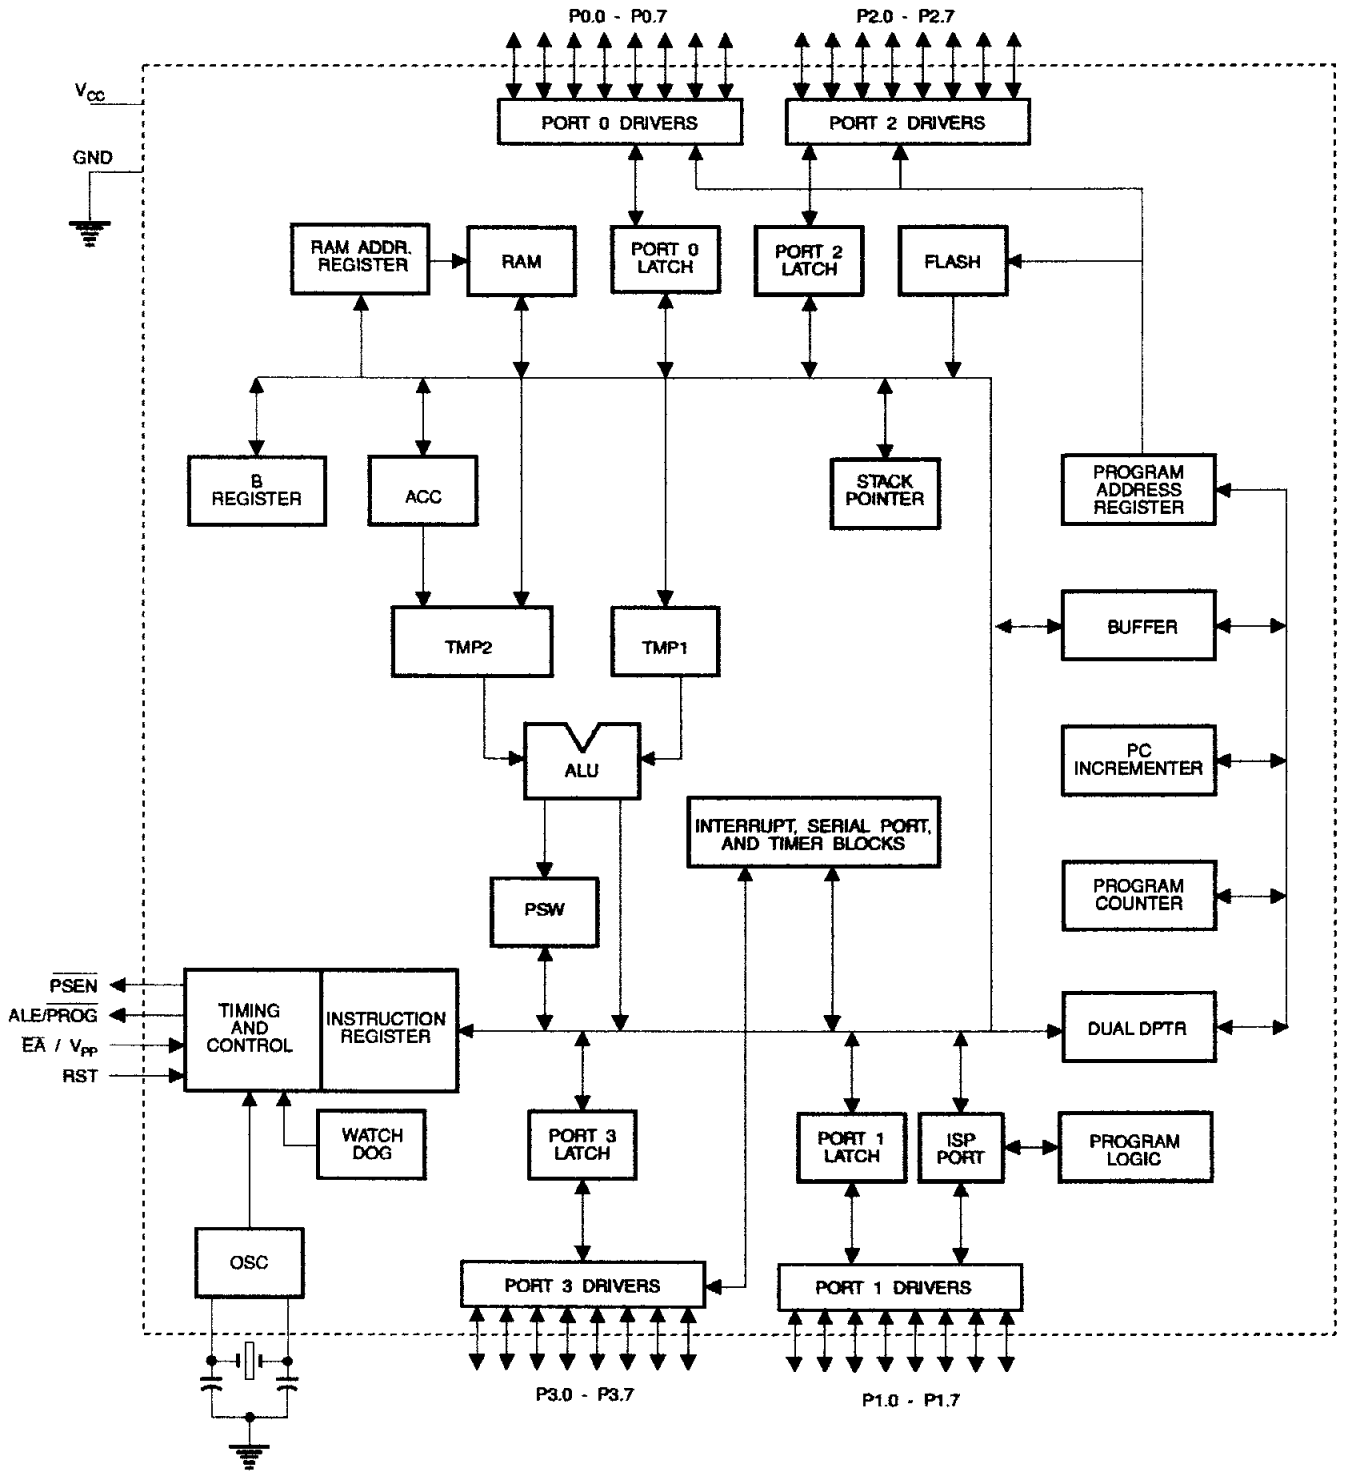 P0.0 - P0.7
P2.0 - P2.7
VCC
GND
PORT 0 DRIVERS
PORT 2 DRIVERS
RAM ADDR.
REGISTER
RAM
PORT 0
LATCH
PORT 2
LATCH
FLASH
B
REGISTER
ACC
STACK
POINTER
PROGRAM
ADDRESS
REGISTER
TMP2
TMP1
BUFFER
ALU
PC
INCREMENTER
INTERRUPT, SERIAL PORT,
AND TIMER BLOCKS
PSW
PROGRAM
COUNTER
PSEN
ALE/PROG
EA / VPP
RST
TIMING
AND
CONTROL
INSTRUCTION
REGISTER
DUAL DPTR
WATCH
DOG
PORT 3
LATCH
PORT 1
LATCH
ISP
PORT
PROGRAM
LOGIC
OSC
PORT 3 DRIVERS
PORT 1 DRIVERS
P3.0 - P3.7
P1.0 - P1.7